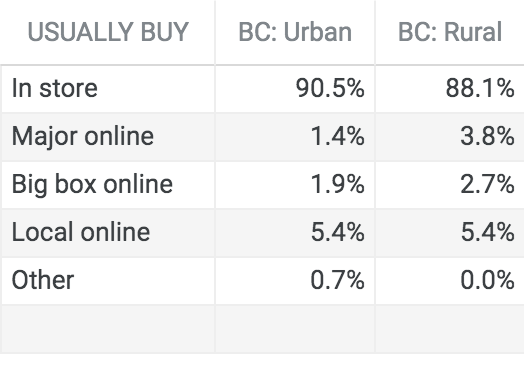 USUALLY BUY BC: Urban BC: Rural
In store 90.5% 88.1%
Major online 1.4% 3.8%
Big box online 1.9% 2.7%
Local online 5.4% 5.4%
Other 0.7% 0.0%